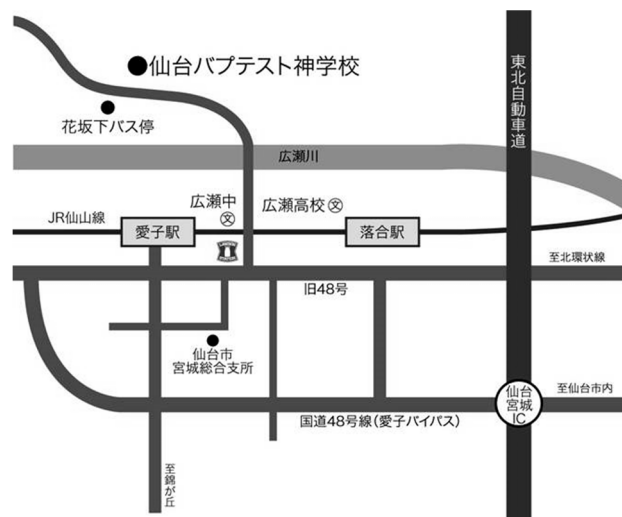 仙台バプテスト神学校
東北自動車道
花坂下バス停
広瀬川
広瀬中
文
広瀬高校
文
JR仙山線
愛子駅
落合駅
至北環状線
旧48号
仙台市
宮城総合支所
仙台
宮城
IC
至仙台市内
国道48号線(愛子バイパス)
至錦が丘